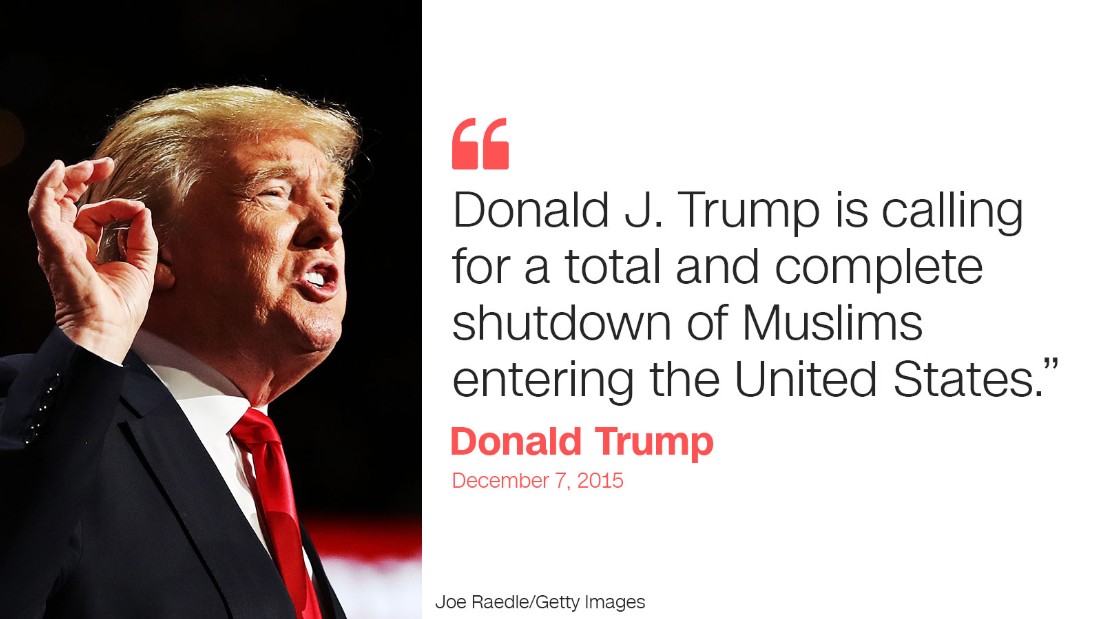 “
Donald J. Trump is calling
for a total and complete
shutdown of Muslims
entering the United States.”
Donald Trump
December 7, 2015
Joe Raedle/Getty Images